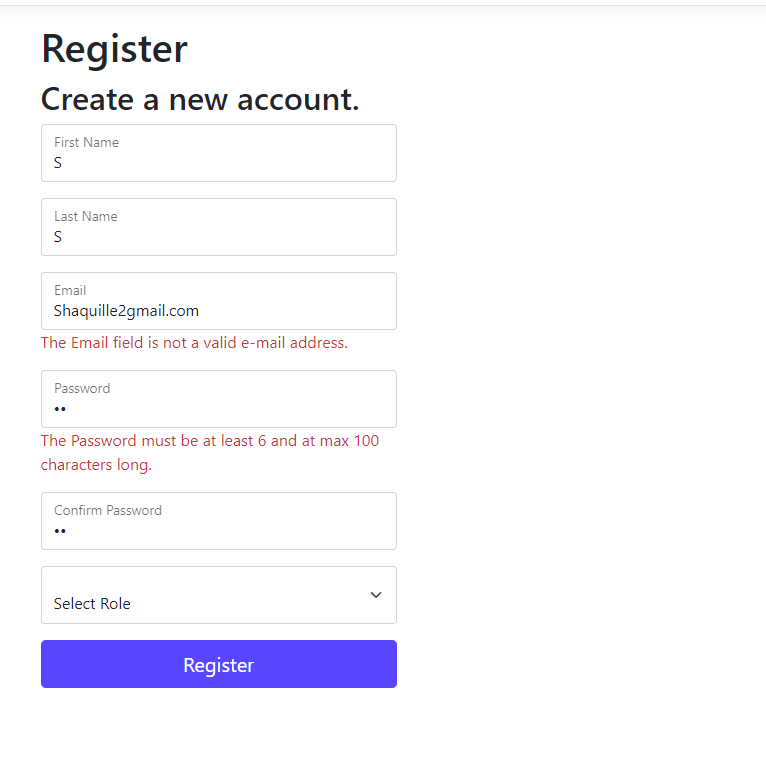 Register
Create a new account.
First Name
S
Last Name
S
Email
Shaquille2gmail.com
The Email field is not a valid e-mail address.
Password
••
The Password must be at least 6 and at max 100
characters long.
Confirm Password
••
Select Role
Register